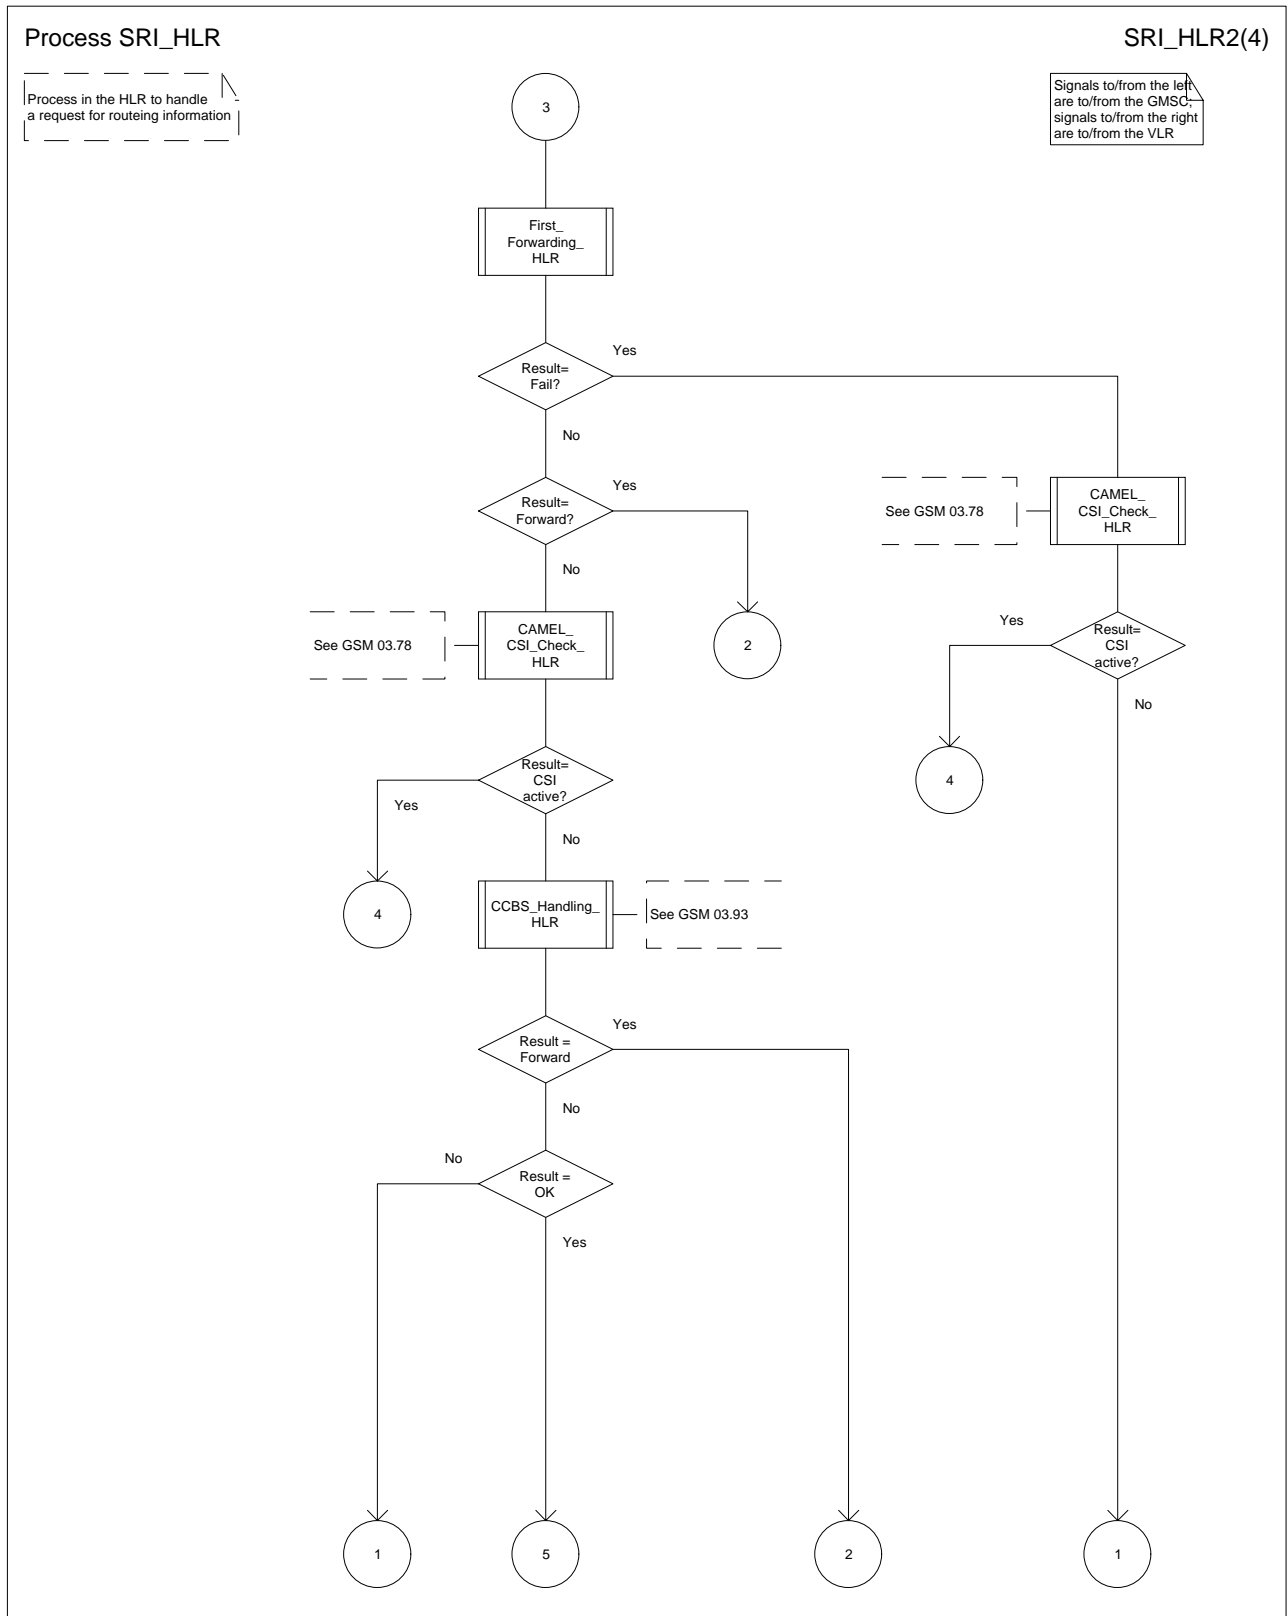 Process SRI_HLR
SRI_HLR2(4)
Process in the HLR to handle
a request for routeing information
3
Signals to/from the left
are to/from the GMSC;
signals to/from the right
are to/from the VLR
First_
Forwarding_
HLR
Yes
Result=
Fail?
No
Yes
Result=
Forward?
See GSM 03.78
CAMEL_
CSI_Check_
HLR
No
See GSM 03.78
CAMEL_
CSI_Check_
HLR
2
Yes
Result=
CSI
active?
No
Result=
CSI
active?
Yes
4
No
4
CCBS_Handling_
HLR
See GSM 03.93
Yes
Result =
Forward
No
No
Result =
OK
Yes
1
5
2
1